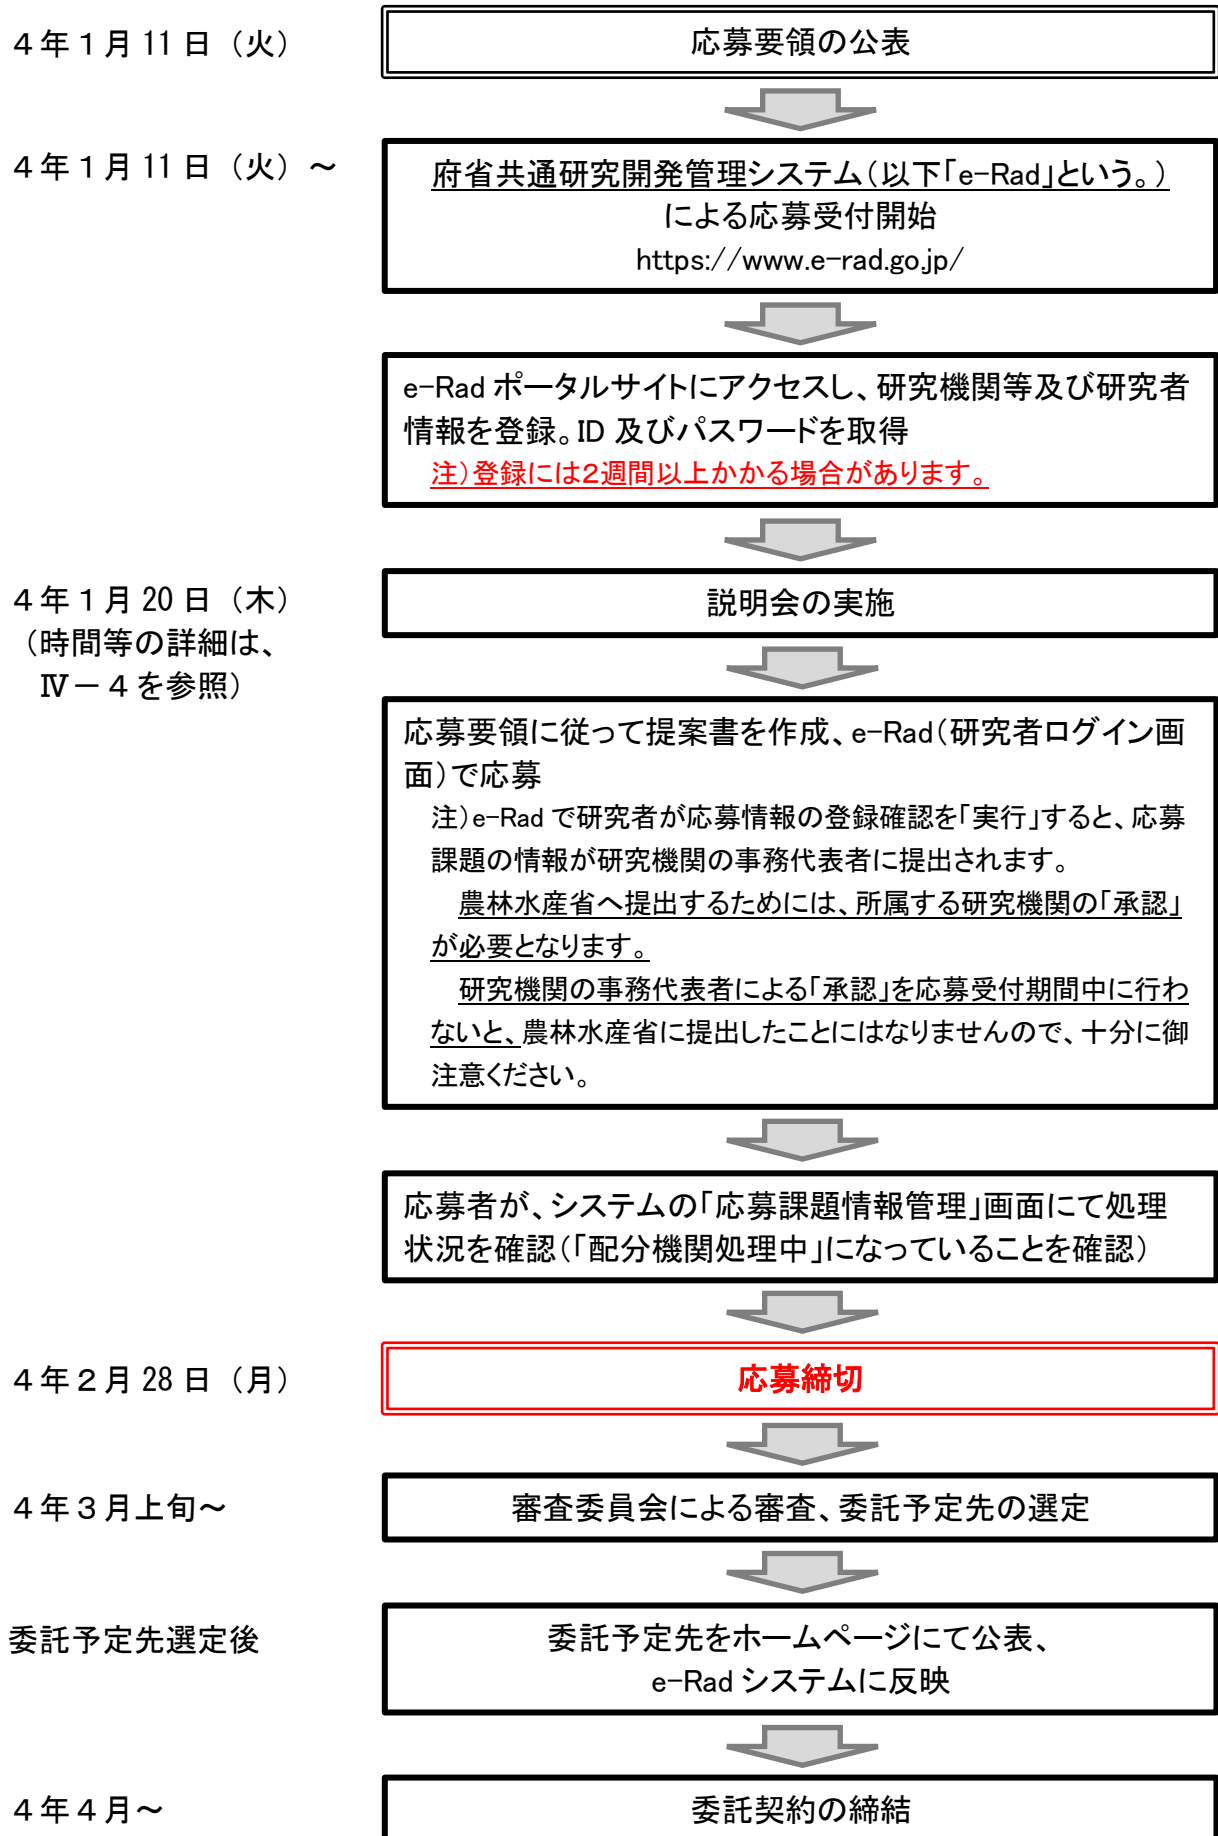 ４年１月 11 日（火）
応募要領の公表
４年１月 11 日（火）～
府省共通研究開発管理システム（以下「e-Rad」という。）
による応募受付開始
https://www.e-rad.go.jp/
e-Rad ポータルサイトにアクセスし、研究機関等及び研究者
情報を登録。ID 及びパスワードを取得
注）登録には２週間以上かかる場合があります。
４年１月 20 日（木）
（時間等の詳細は、
Ⅳ－４を参照）
説明会の実施
応募要領に従って提案書を作成、e-Rad（研究者ログイン画
面）で応募
注）e-Rad で研究者が応募情報の登録確認を「実行」すると、応募
課題の情報が研究機関の事務代表者に提出されます。
農林水産省へ提出するためには、所属する研究機関の「承認」
が必要となります。
研究機関の事務代表者による「承認」を応募受付期間中に行わ
ないと、農林水産省に提出したことにはなりませんので、十分に御
注意ください。
応募者が、システムの「応募課題情報管理」画面にて処理
状況を確認（「配分機関処理中」になっていることを確認）
４年２月 28 日（月）
応募締切
４年３月上旬～
審査委員会による審査、委託予定先の選定
委託予定先選定後
委託予定先をホームページにて公表、
e-Rad システムに反映
４年４月～
委託契約の締結